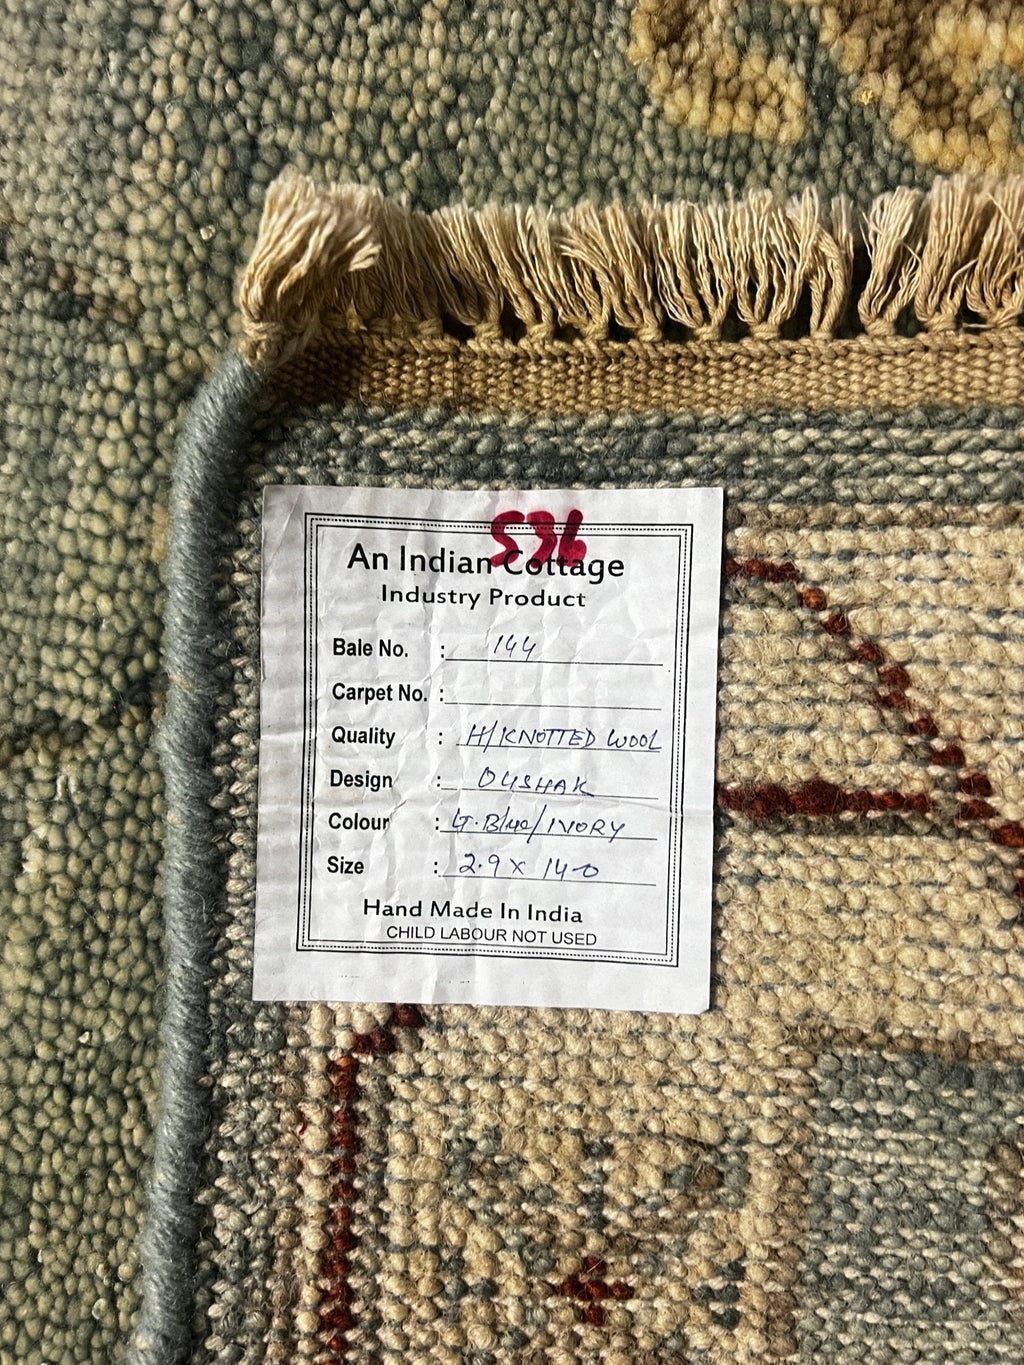 536
An Indian Cottage
Industry Product
Bale No. : 144
Carpet No. :
Quality : H/KNOTTED WOOL
Design : OUSHAK
Colour : LT. Blue/IVORY
Size : 2.9 x 14-0
Hand Made In India
CHILD LABOUR NOT USED